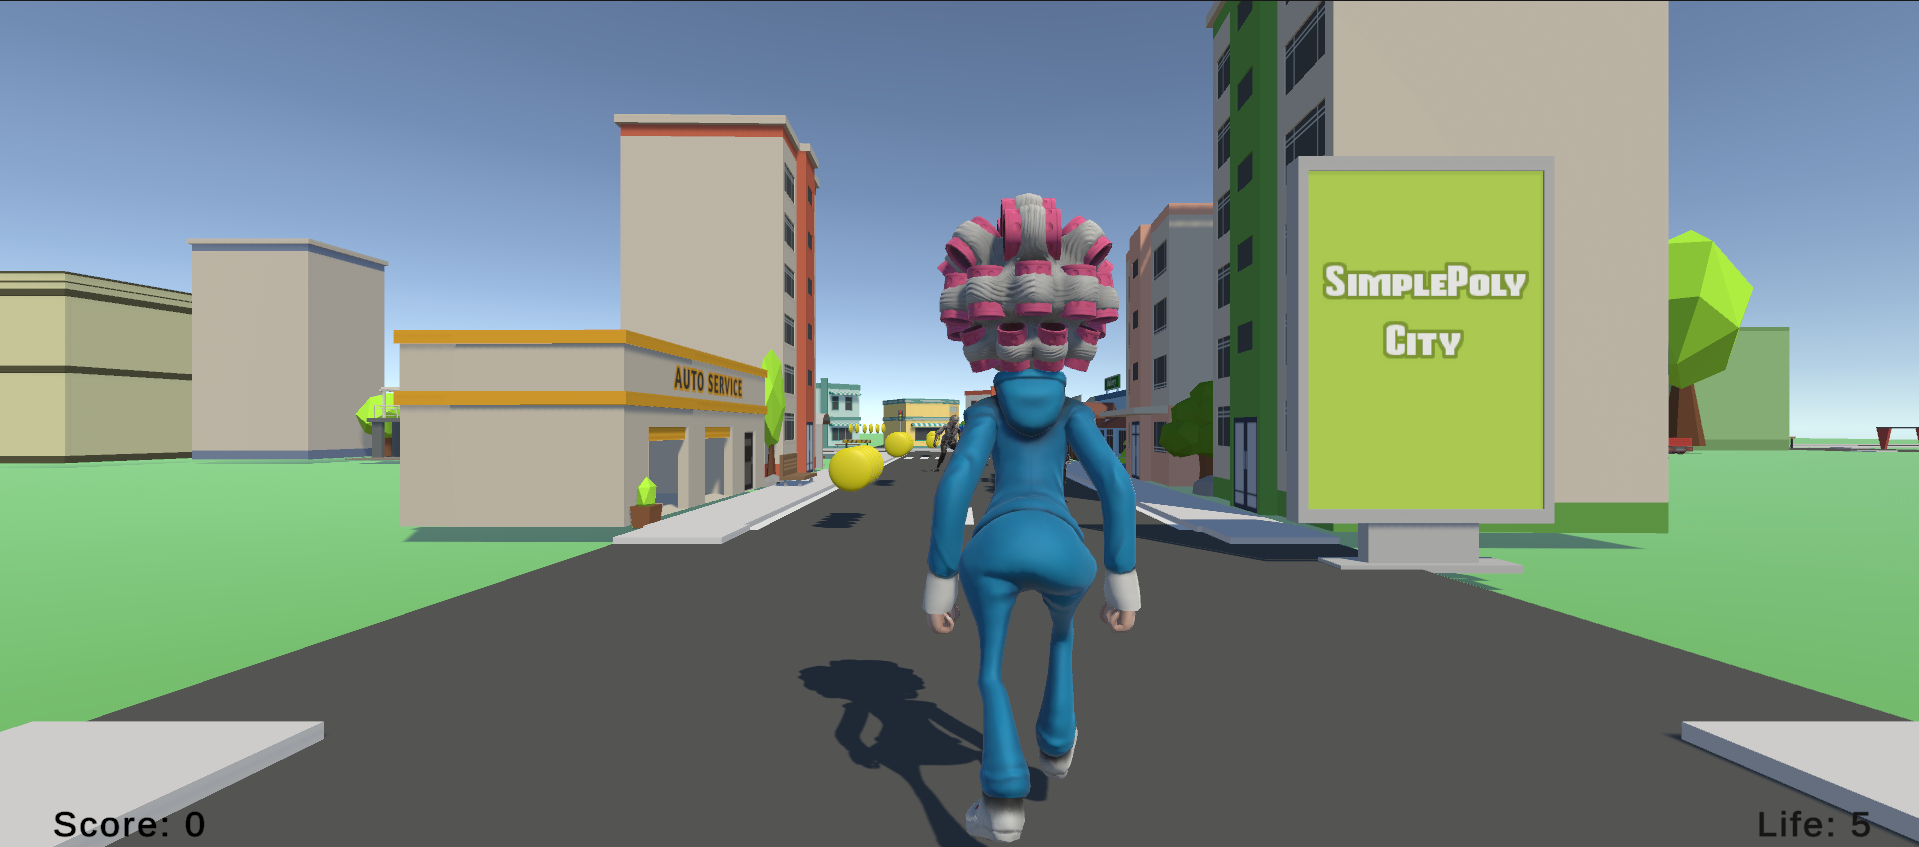 AUTO SERVICE
SIMPLEPOLY
CITY
Score: 0
Life: 5